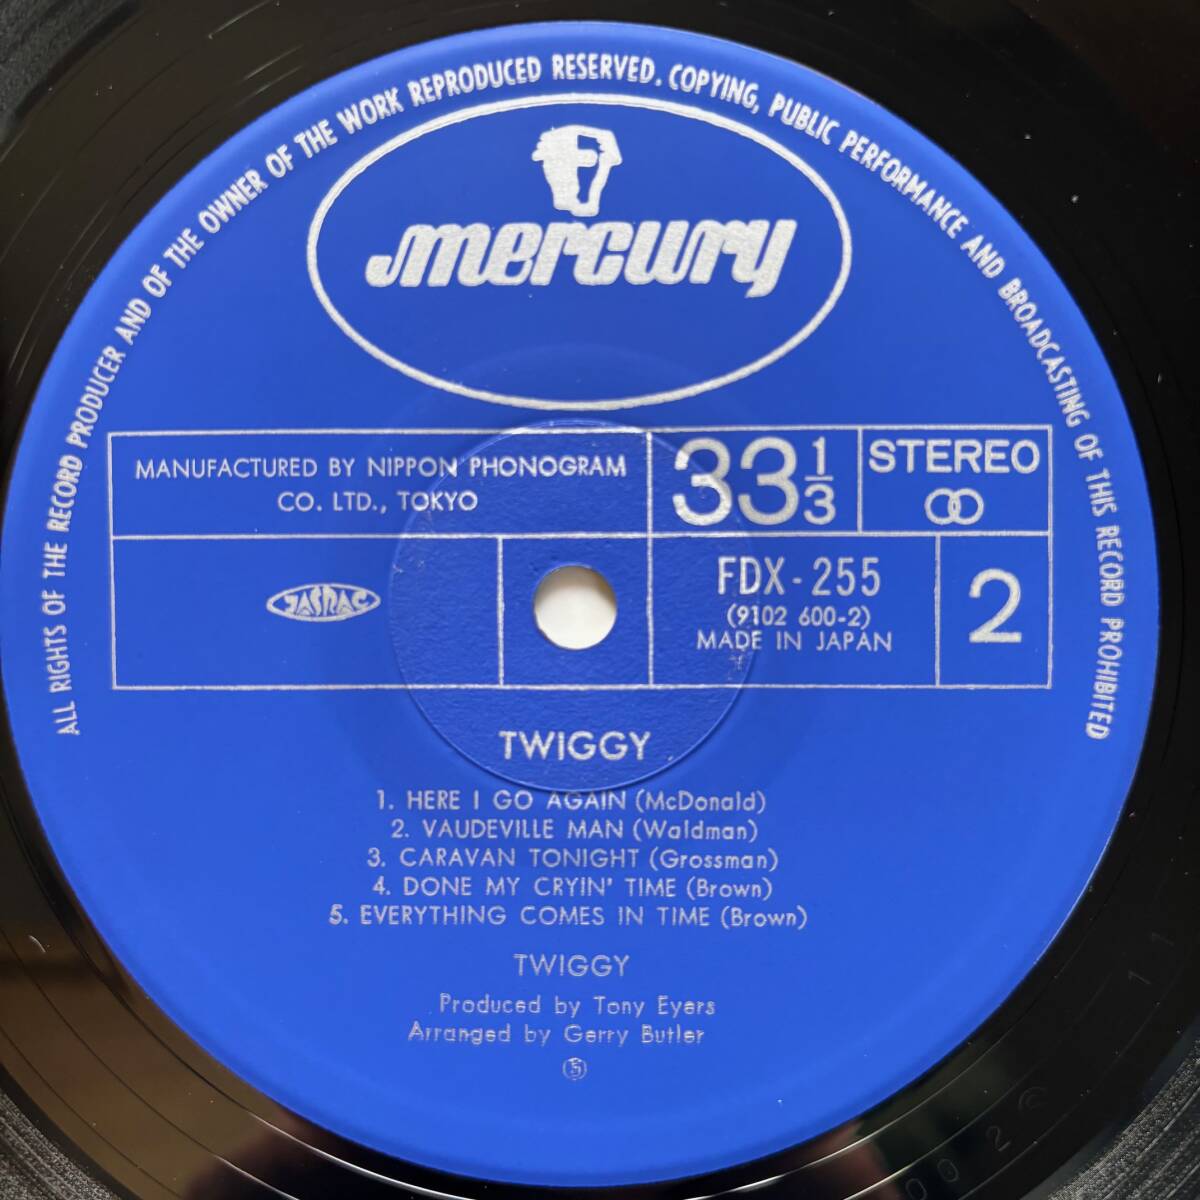 ALL RIGHTS OF THE RECORD PRODUCER AND OF THE OWNER OF THE WORK REPRODUCED RESERVED. COPYING, PUBLIC PERFORMANCE AND BROADCASTING OF THIS RECORD PROHIBITED
mercury
MANUFACTURED BY NIPPON PHONOGRAM
CO. LTD., TOKYO
33 1/3
STEREO
JASRAC
FDX-255
(9102 600-2)
MADE IN JAPAN
2
TWIGGY
1. HERE I GO AGAIN (McDonald)
2. VAUDEVILLE MAN (Waldman)
3. CARAVAN TONIGHT (Grossman)
4. DONE MY CRYIN' TIME (Brown)
5. EVERYTHING COMES IN TIME (Brown)
TWIGGY
Produced by Tony Eyers
Arranged by Gerry Butler